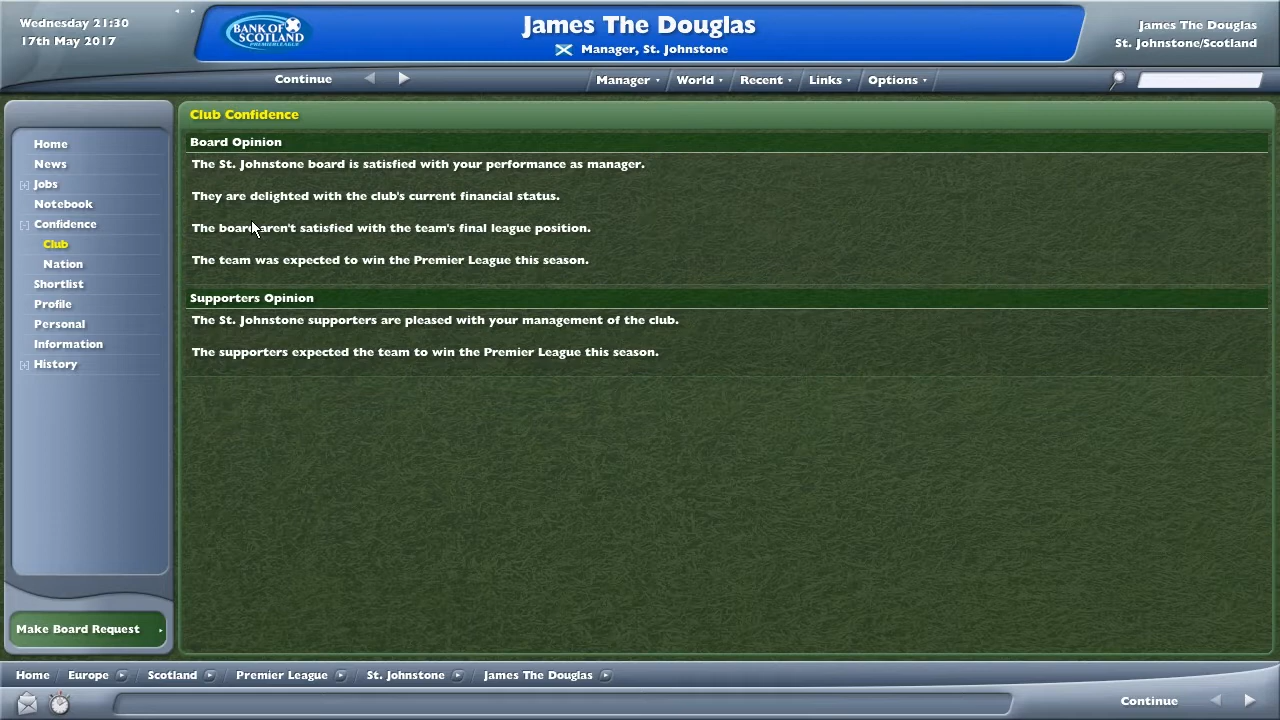 Wednesday 21:30
17th May 2017
BANK OF
SCOTLAND
PREMIERLEAGUE
James The Douglas
Manager, St. Johnstone
James The Douglas
St. Johnstone/Scotland
Continue
Manager
World
Recent
Links
Options
Home
News
Jobs
Notebook
Confidence
Club
Nation
Shortlist
Profile
Personal
Information
History
Make Board Request
Club Confidence
Board Opinion
The St. Johnstone board is satisfied with your performance as manager.
They are delighted with the club's current financial status.
The board aren't satisfied with the team's final league position.
The team was expected to win the Premier League this season.
Supporters Opinion
The St. Johnstone supporters are pleased with your management of the club.
The supporters expected the team to win the Premier League this season.
Home
Europe
Scotland
Premier League
St. Johnstone
James The Douglas
Continue